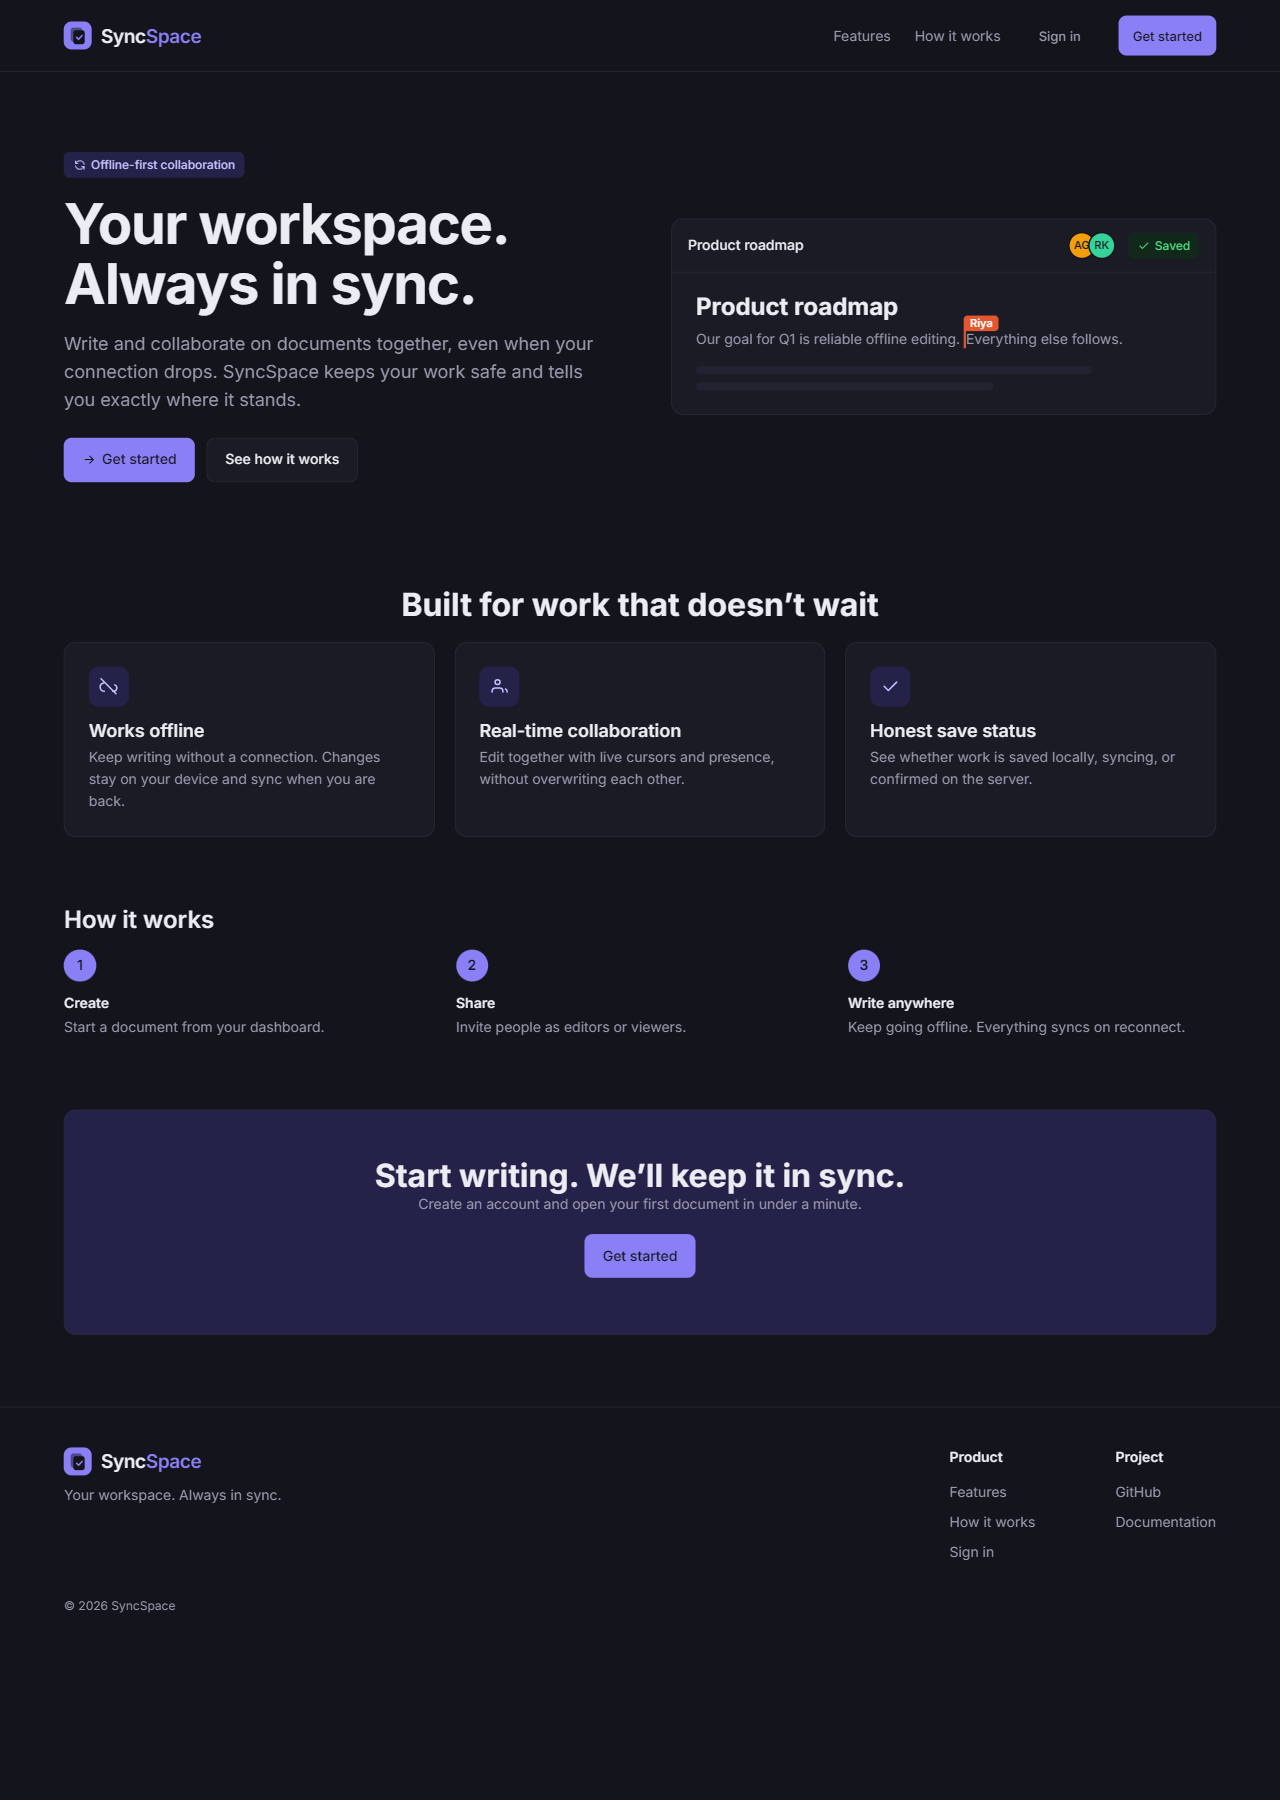 SyncSpace
Features
How it works
Sign in
Get started
Offline-first collaboration
Your workspace.
Always in sync.
Write and collaborate on documents together, even when your
connection drops. SyncSpace keeps your work safe and tells
you exactly where it stands.
→ Get started
See how it works
Product roadmap
AG
RK
✓ Saved
Product roadmap
Riya
Our goal for Q1 is reliable offline editing. Everything else follows.
Built for work that doesn’t wait
Works offline
Keep writing without a connection. Changes
stay on your device and sync when you are
back.
Real-time collaboration
Edit together with live cursors and presence,
without overwriting each other.
Honest save status
See whether work is saved locally, syncing, or
confirmed on the server.
How it works
1
Create
Start a document from your dashboard.
2
Share
Invite people as editors or viewers.
3
Write anywhere
Keep going offline. Everything syncs on reconnect.
Start writing. We’ll keep it in sync.
Create an account and open your first document in under a minute.
Get started
SyncSpace
Your workspace. Always in sync.
Product
Features
How it works
Sign in
Project
GitHub
Documentation
© 2026 SyncSpace